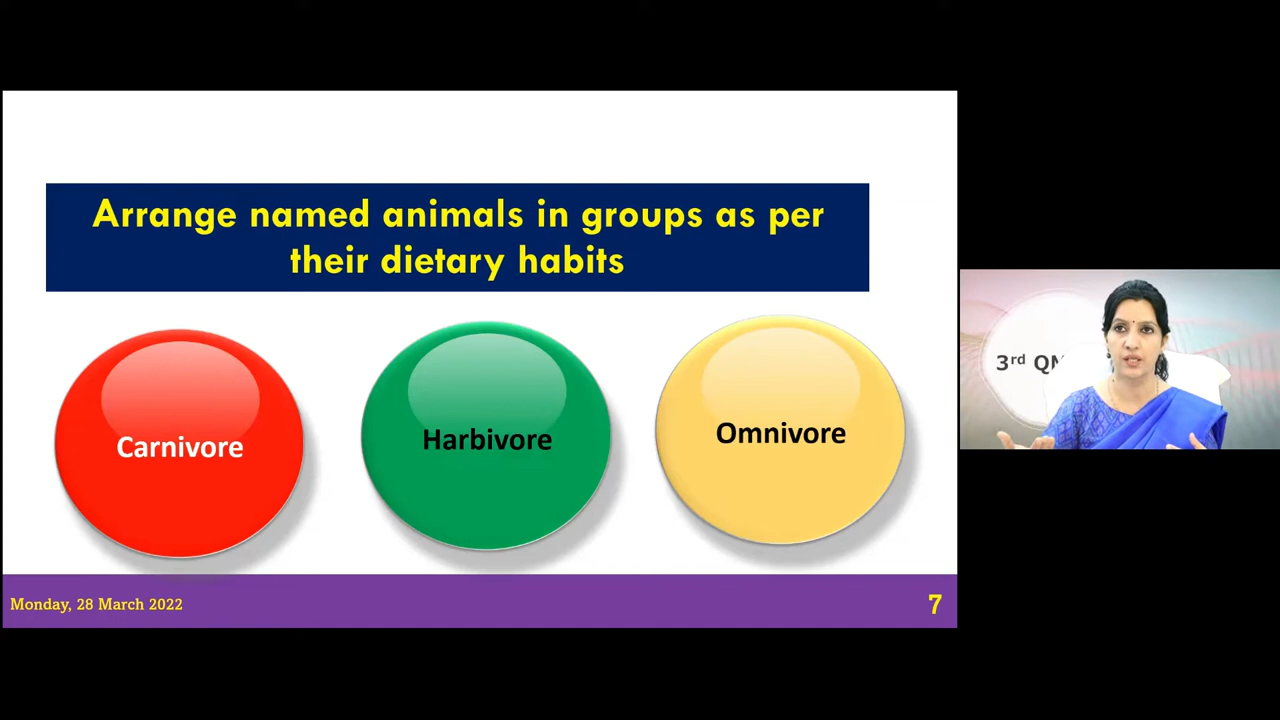 Arrange named animals in groups as per
their dietary habits
Carnivore
Harbivore
Omnivore
3rd QM
Monday, 28 March 2022
7